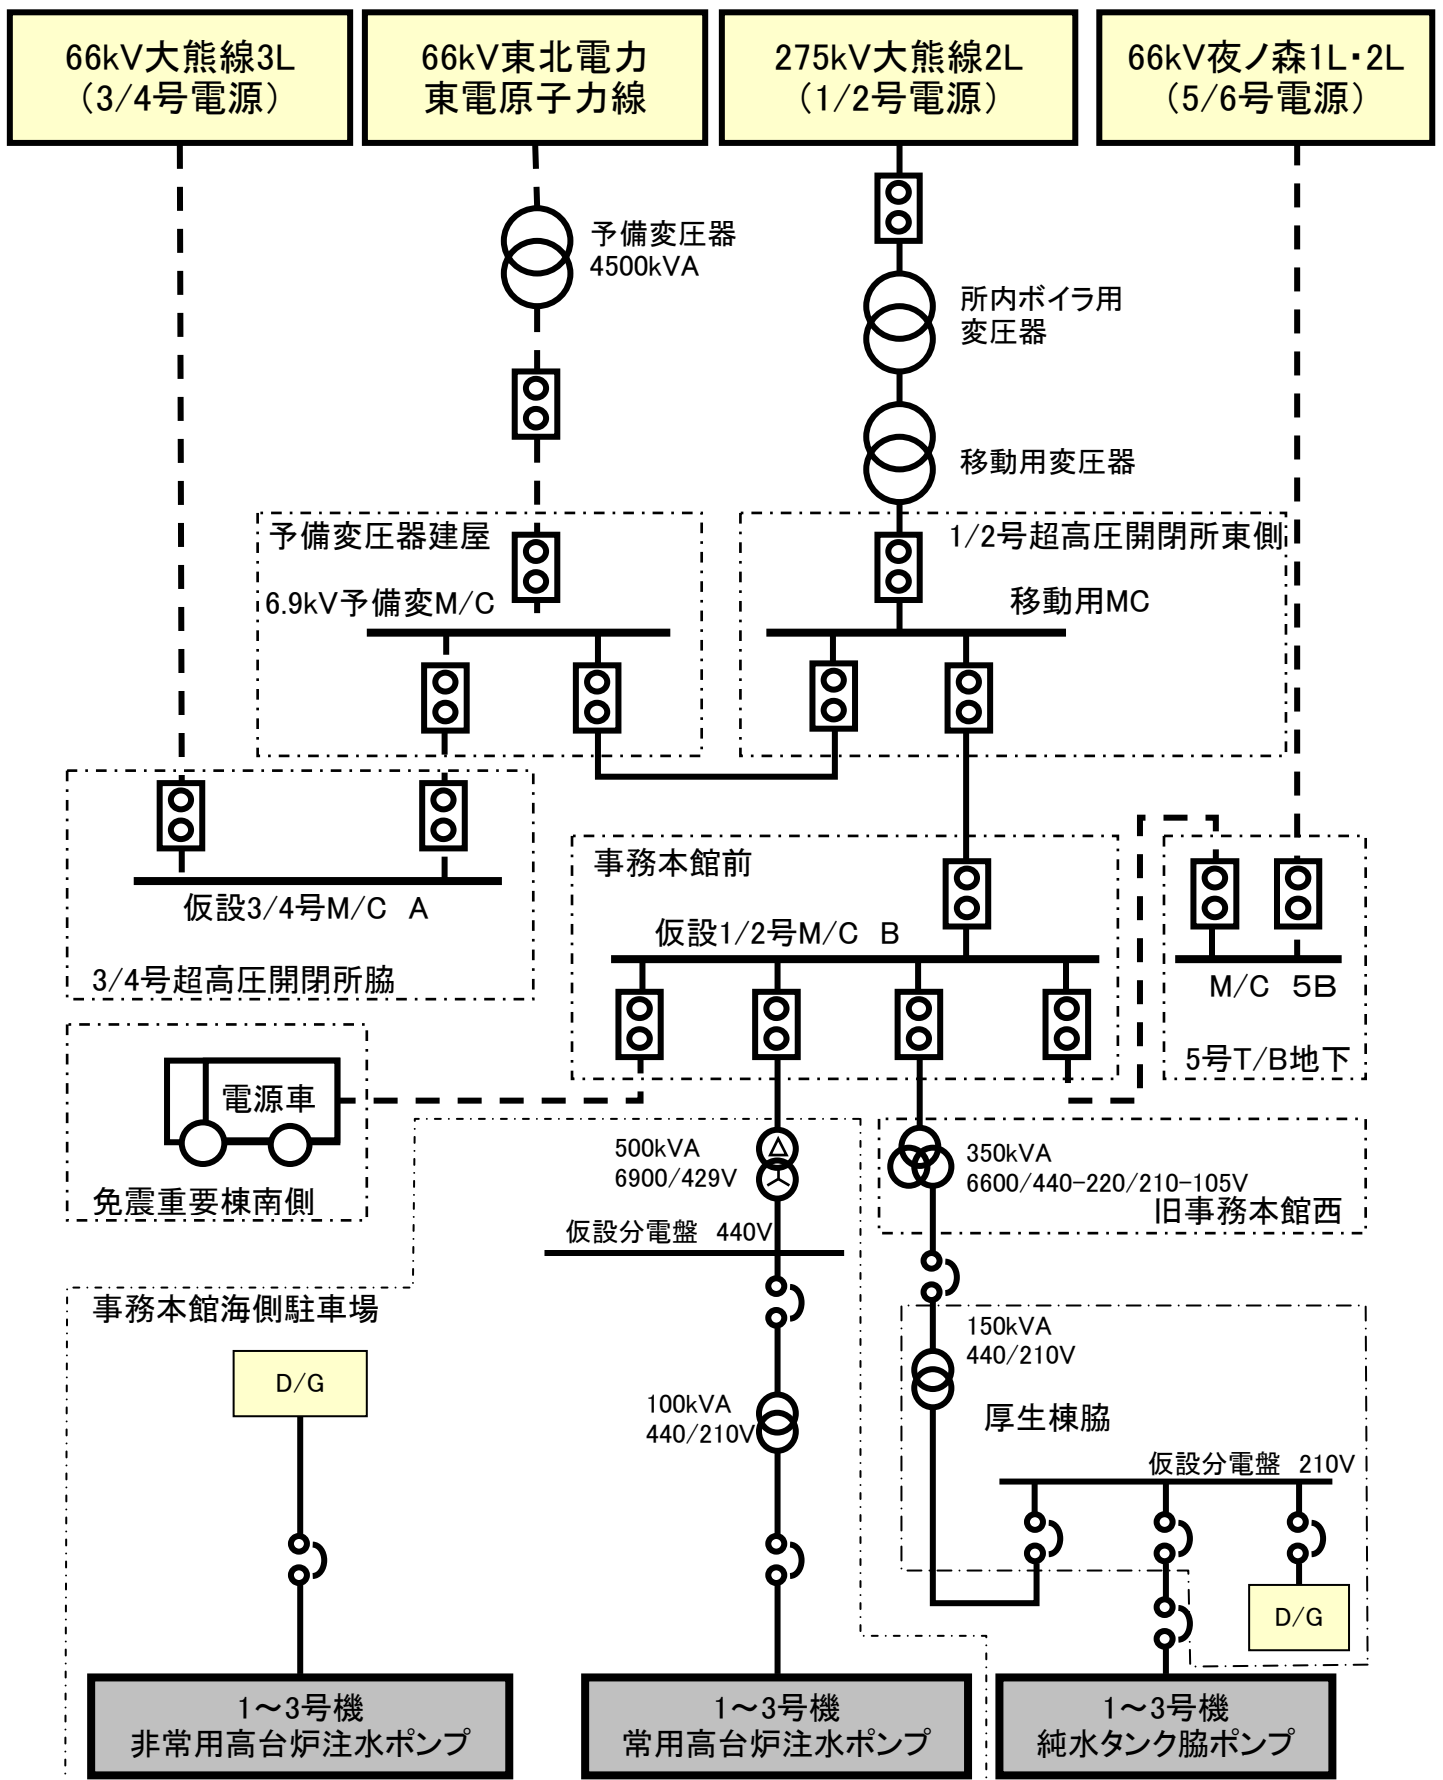 66kV大熊線3L
（3/4号電源）
66kV東北電力
東電原子力線
275kV大熊線2L
（1/2号電源）
66kV夜ノ森1L・2L
（5/6号電源）
予備変圧器
4500kVA
所内ボイラ用
変圧器
移動用変圧器
予備変圧器建屋
6.9kV予備変M/C
1/2号超高圧開閉所東側
移動用MC
仮設3/4号M/C　A
3/4号超高圧開閉所脇
事務本館前
仮設1/2号M/C　B
M/C　5B
5号T/B地下
電源車
免震重要棟南側
500kVA
6900/429V
仮設分電盤　440V
350kVA
6600/440-220/210-105V
旧事務本館西
事務本館海側駐車場
D/G
100kVA
440/210V
150kVA
440/210V
厚生棟脇
仮設分電盤　210V
D/G
1～3号機
非常用高台炉注水ポンプ
1～3号機
常用高台炉注水ポンプ
1～3号機
純水タンク脇ポンプ